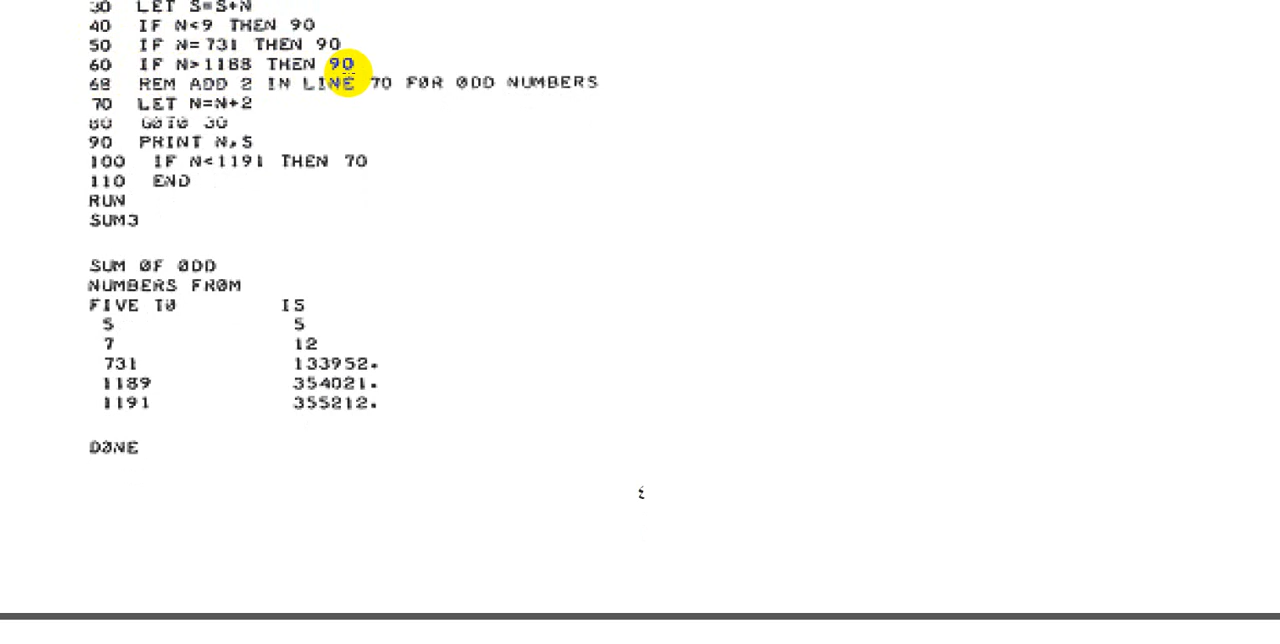 30 LET S=S+N
40 IF N<9 THEN 90
50 IF N=731 THEN 90
60 IF N>1188 THEN 90
68 REM ADD 2 IN LINE 70 FØR ØDD NUMBERS
70 LET N=N+2
80 GØTØ 30
90 PRINT N,S
100 IF N<1191 THEN 70
110 END
RUN
SUM3
SUM ØF ØDD
NUMBERS FRØM
FIVE TØ IS
5 5
7 12
731 133952.
1189 354021.
1191 355212.
DØNE